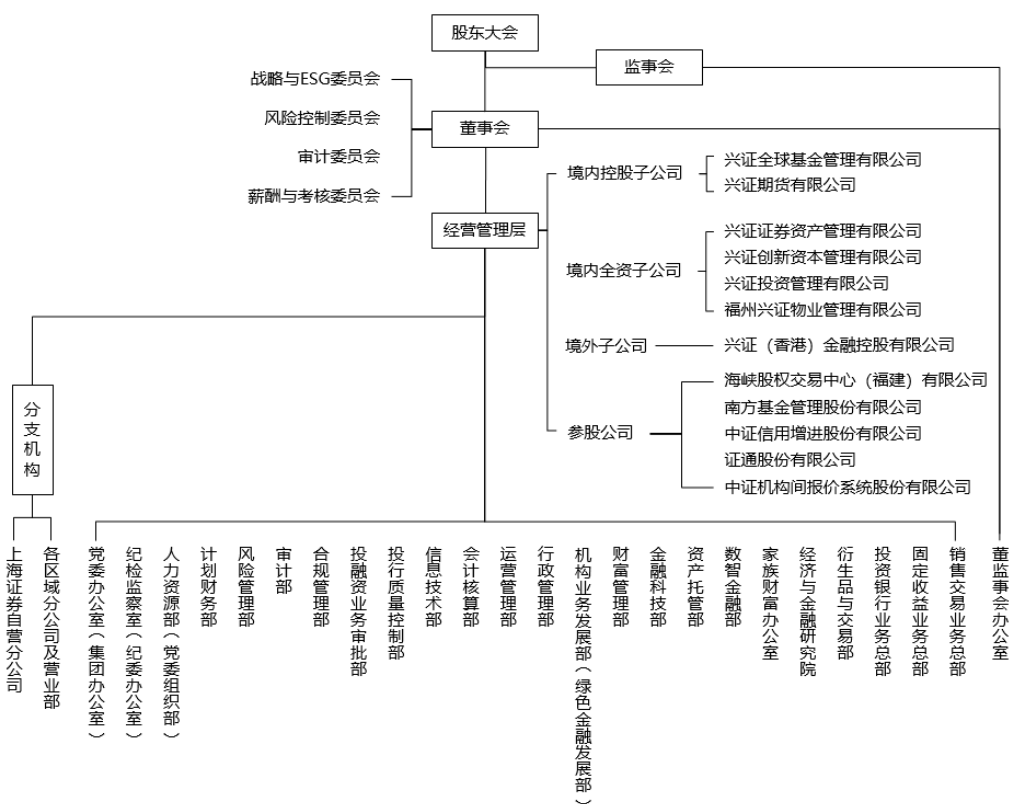 股东大会
监事会
战略与ESG委员会
风险控制委员会
审计委员会
薪酬与考核委员会
董事会
经营管理层
境内控股子公司
兴证全球基金管理有限公司
兴证期货有限公司
境内全资子公司
兴证证券资产管理有限公司
兴证创新资本管理有限公司
兴证投资管理有限公司
福州兴证物业管理有限公司
境外子公司
兴证（香港）金融控股有限公司
参股公司
海峡股权交易中心（福建）有限公司
南方基金管理股份有限公司
中证信用增进股份有限公司
证通股份有限公司
中证机构间报价系统股份有限公司
分支机构
上海证券自营分公司
各区域分公司及营业部
党委办公室（集团办公室）
纪检监察室（纪委办公室）
人力资源部（党委组织部）
计划财务部
风险管理部
审计部
合规管理部
投融资业务审批部
投行质量控制部
信息技术部
会计核算部
运营管理部
行政管理部
机构业务发展部（绿色金融发展部）
财富管理部
金融科技部
资产托管部
数智金融部
家族财富办公室
经济与金融研究院
衍生品与交易部
投资银行业务总部
固定收益业务总部
销售交易业务总部
董监事会办公室